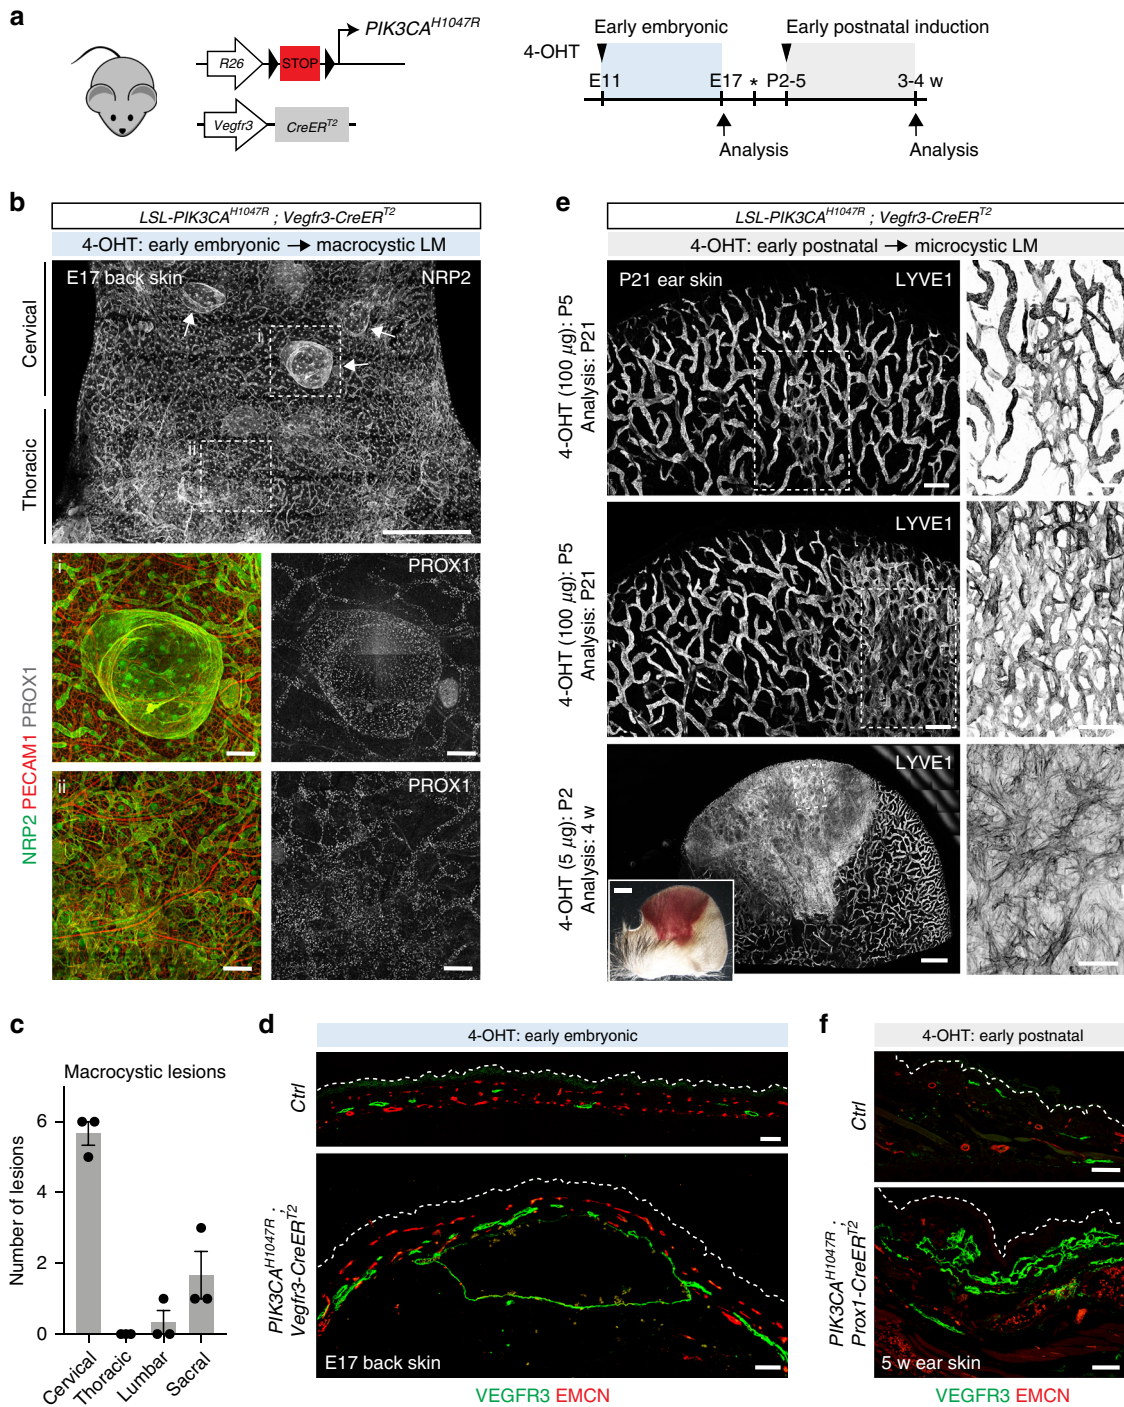 a
R26
STOP
PIK3CA^H1047R
Vegfr3
CreER^T2
4-OHT
Early embryonic
Early postnatal induction
E11
E17
*
P2-5
3-4 w
Analysis
Analysis
b
LSL-PIK3CA^H1047R ; Vegfr3-CreER^T2
4-OHT: early embryonic → macrocystic LM
E17 back skin
NRP2
Cervical
Thoracic
i
ii
NRP2 PECAM1 PROX1
i
PROX1
ii
PROX1
c
Macrocystic lesions
Number of lesions
6
4
2
0
Cervical
Thoracic
Lumbar
Sacral
d
4-OHT: early embryonic
Ctrl
PIK3CA^H1047R ;
Vegfr3-CreER^T2
E17 back skin
VEGFR3 EMCN
e
LSL-PIK3CA^H1047R ; Vegfr3-CreER^T2
4-OHT: early postnatal → microcystic LM
4-OHT (100 µg): P5
Analysis: P21
P21 ear skin
LYVE1
4-OHT (100 µg): P5
Analysis: P21
LYVE1
4-OHT (5 µg): P2
Analysis: 4 w
LYVE1
f
4-OHT: early postnatal
Ctrl
PIK3CA^H1047R ;
Prox1-CreER^T2
5 w ear skin
VEGFR3 EMCN